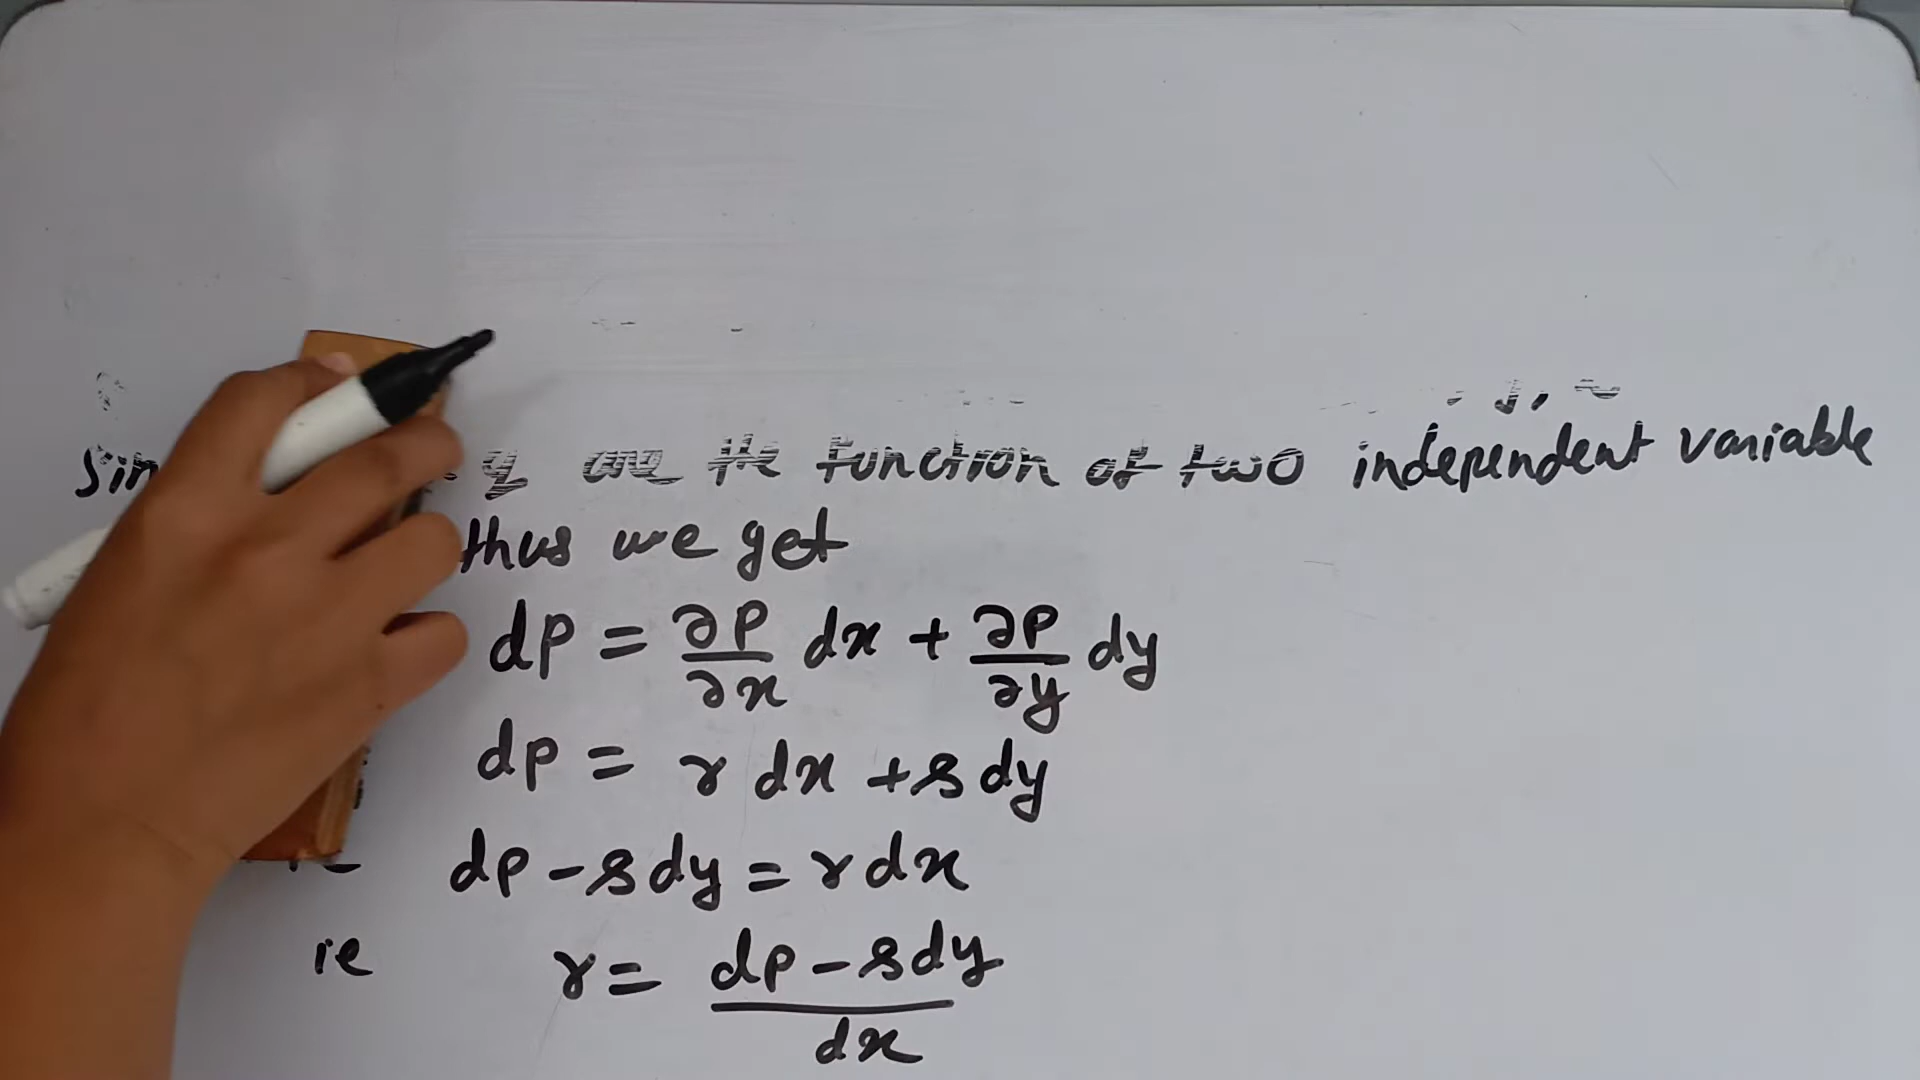 Sin q are the function of two independent variable
thus we get
dp = ∂p/∂x dx + ∂p/∂y dy
dp = r dx + s dy
dp - s dy = r dx
ie r = (dp - s dy)/dx